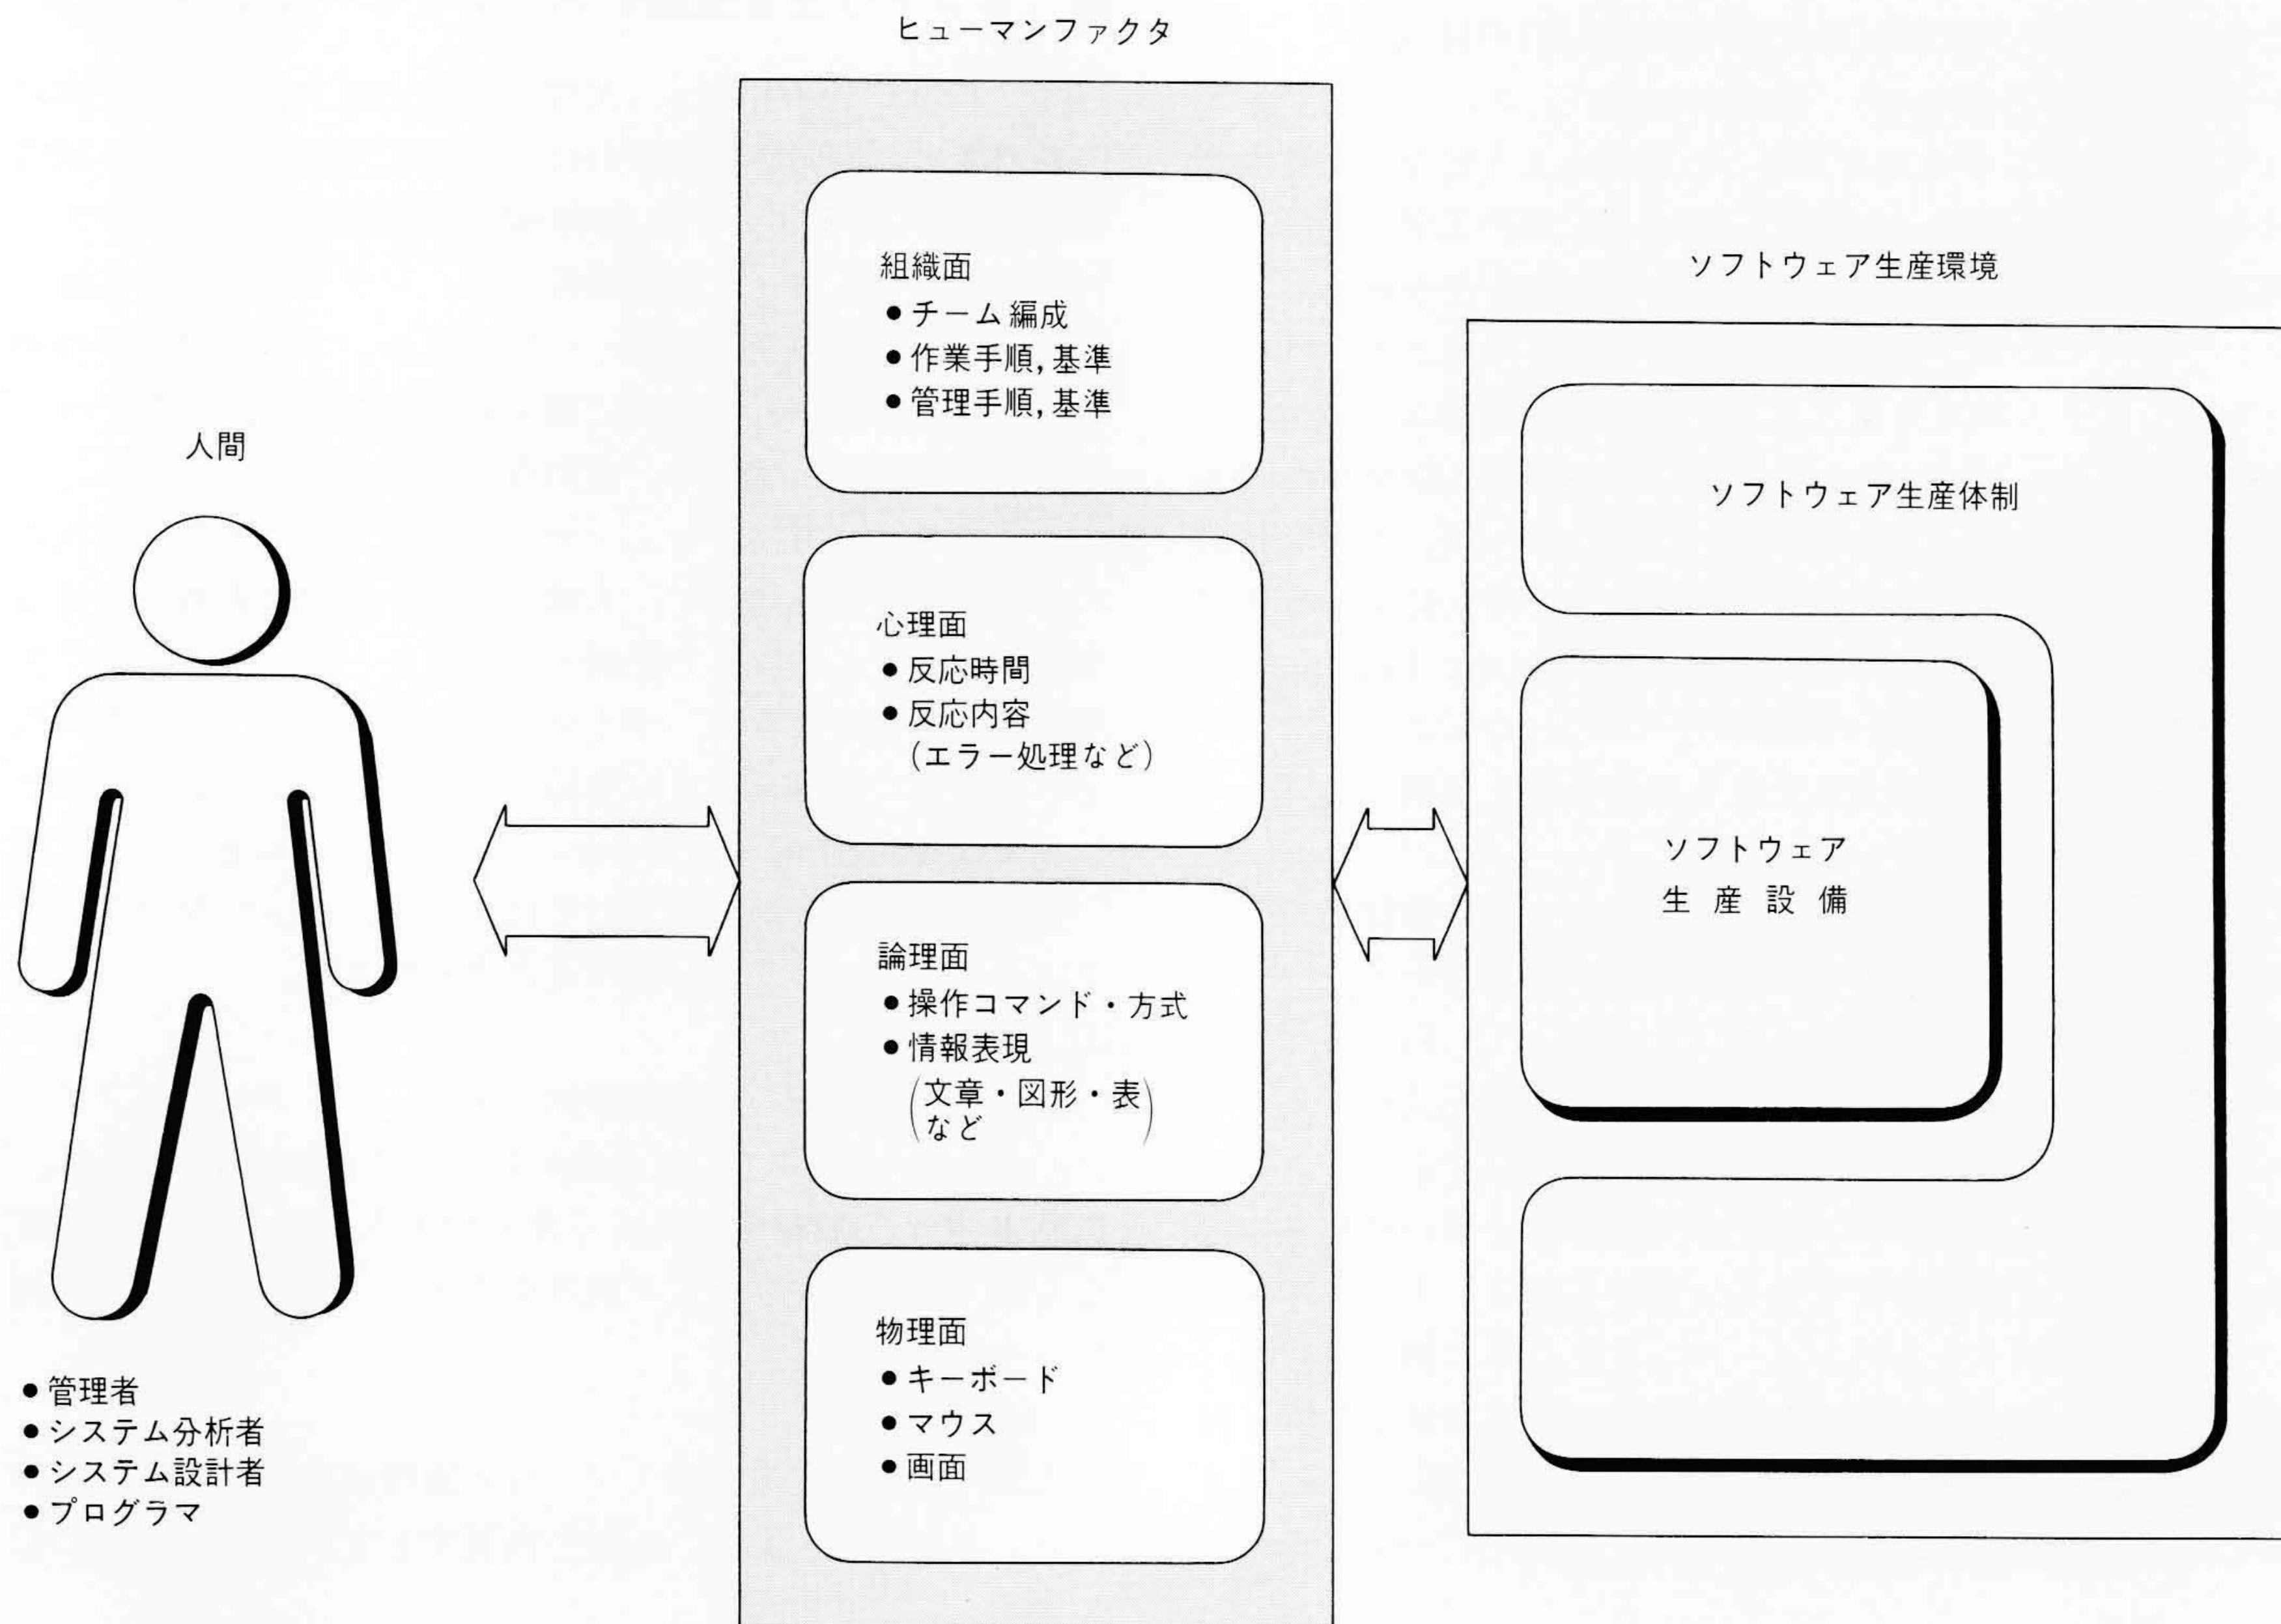 ヒューマンファクタ
組織面
●チーム編成
●作業手順,基準
●管理手順,基準
心理面
●反応時間
●反応内容
(エラー処理など)
論理面
●操作コマンド・方式
●情報表現
(文章・図形・表
など)
物理面
●キーボード
●マウス
●画面
人間
●管理者
●システム分析者
●システム設計者
●プログラマ
ソフトウェア生産環境
ソフトウェア生産体制
ソフトウェア
生産設備